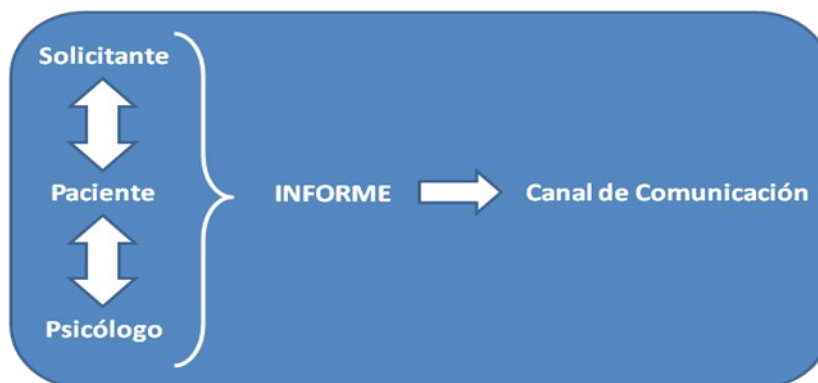 Solicitante
Paciente
INFORME
Canal de Comunicación
Psicólogo